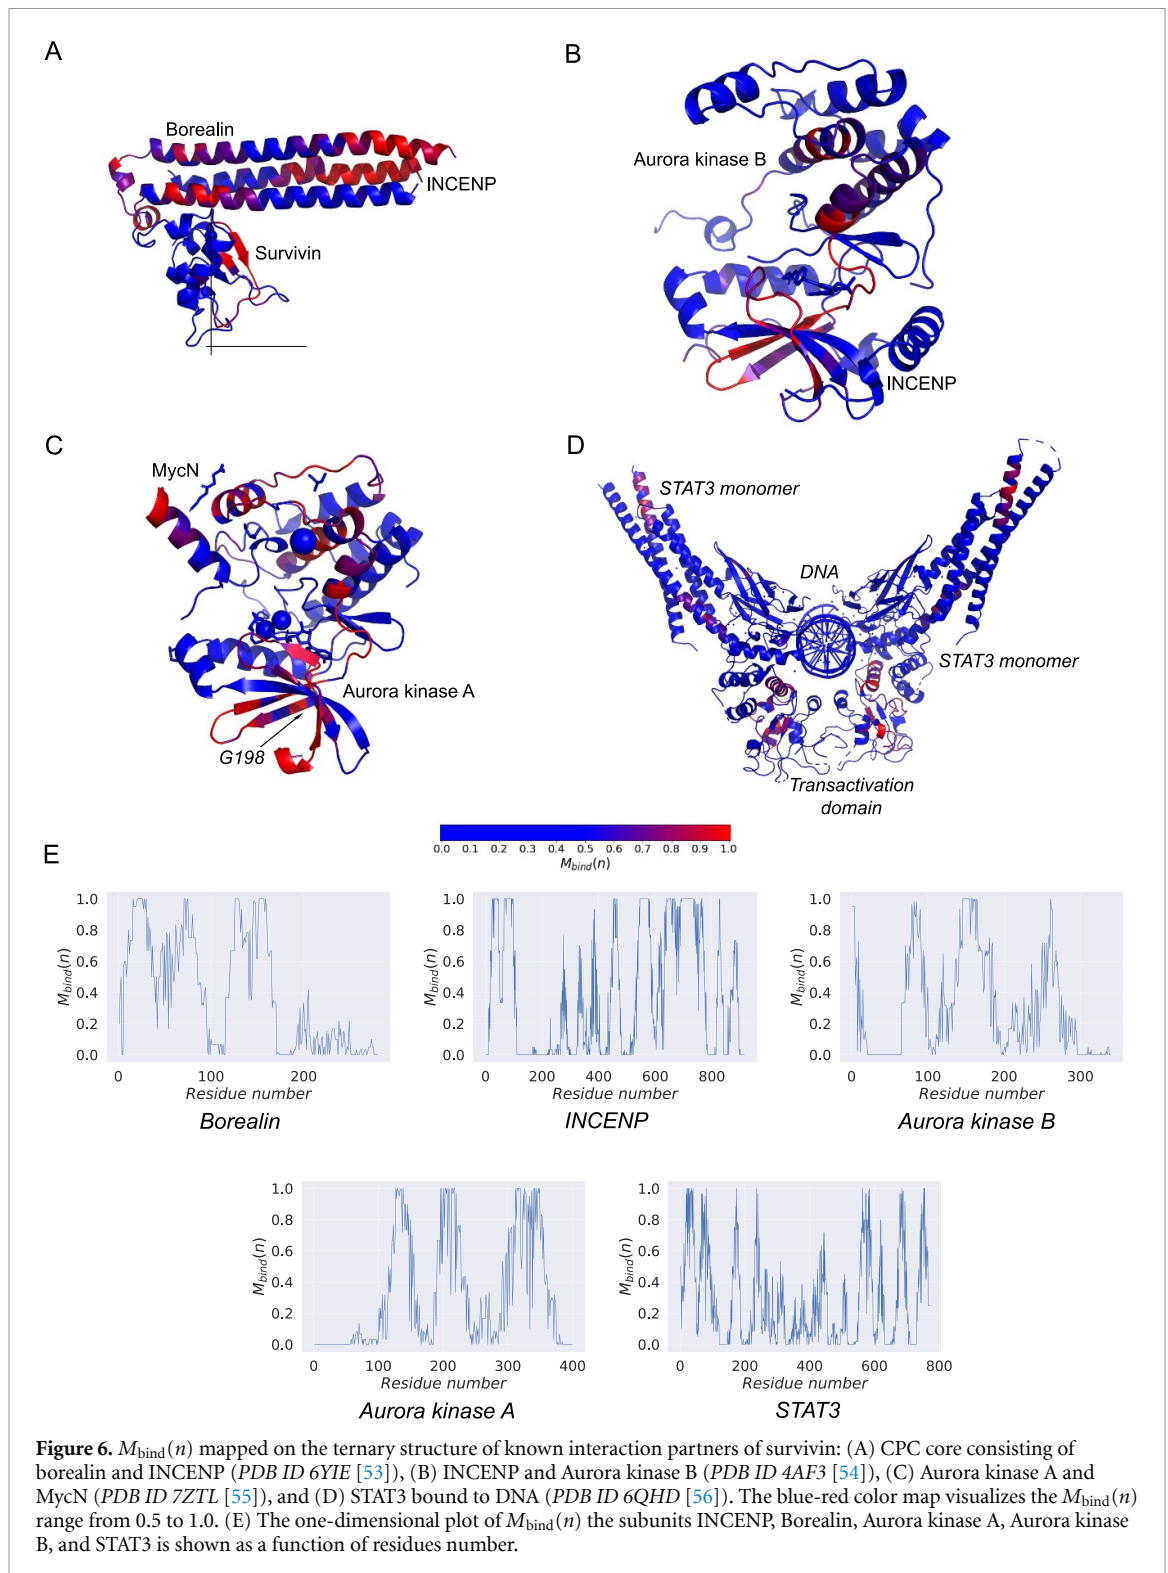 A
Borealin
INCENP
Survivin
B
Aurora kinase B
INCENP
C
MycN
Aurora kinase A
G198
D
STAT3 monomer
DNA
STAT3 monomer
Transactivation
domain
0.0 0.1 0.2 0.3 0.4 0.5 0.6 0.7 0.8 0.9 1.0
Mbind(n)
E
1.0
0.8
0.6
0.4
0.2
0.0
Mbind(n)
0 100 200
Residue number
Borealin
1.0
0.8
0.6
0.4
0.2
0.0
Mbind(n)
0 200 400 600 800
Residue number
INCENP
1.0
0.8
0.6
0.4
0.2
0.0
Mbind(n)
0 100 200 300
Residue number
Aurora kinase B
1.0
0.8
0.6
0.4
0.2
0.0
Mbind(n)
0 100 200 300 400
Residue number
Aurora kinase A
1.0
0.8
0.6
0.4
0.2
0.0
Mbind(n)
0 200 400 600 800
Residue number
STAT3
Figure 6. Mbind(n) mapped on the ternary structure of known interaction partners of survivin: (A) CPC core consisting of
borealin and INCENP (PDB ID 6YIE [53]), (B) INCENP and Aurora kinase B (PDB ID 4AF3 [54]), (C) Aurora kinase A and
MycN (PDB ID 7ZTL [55]), and (D) STAT3 bound to DNA (PDB ID 6QHD [56]). The blue-red color map visualizes the Mbind(n)
range from 0.5 to 1.0. (E) The one-dimensional plot of Mbind(n) the subunits INCENP, Borealin, Aurora kinase A, Aurora kinase
B, and STAT3 is shown as a function of residues number.